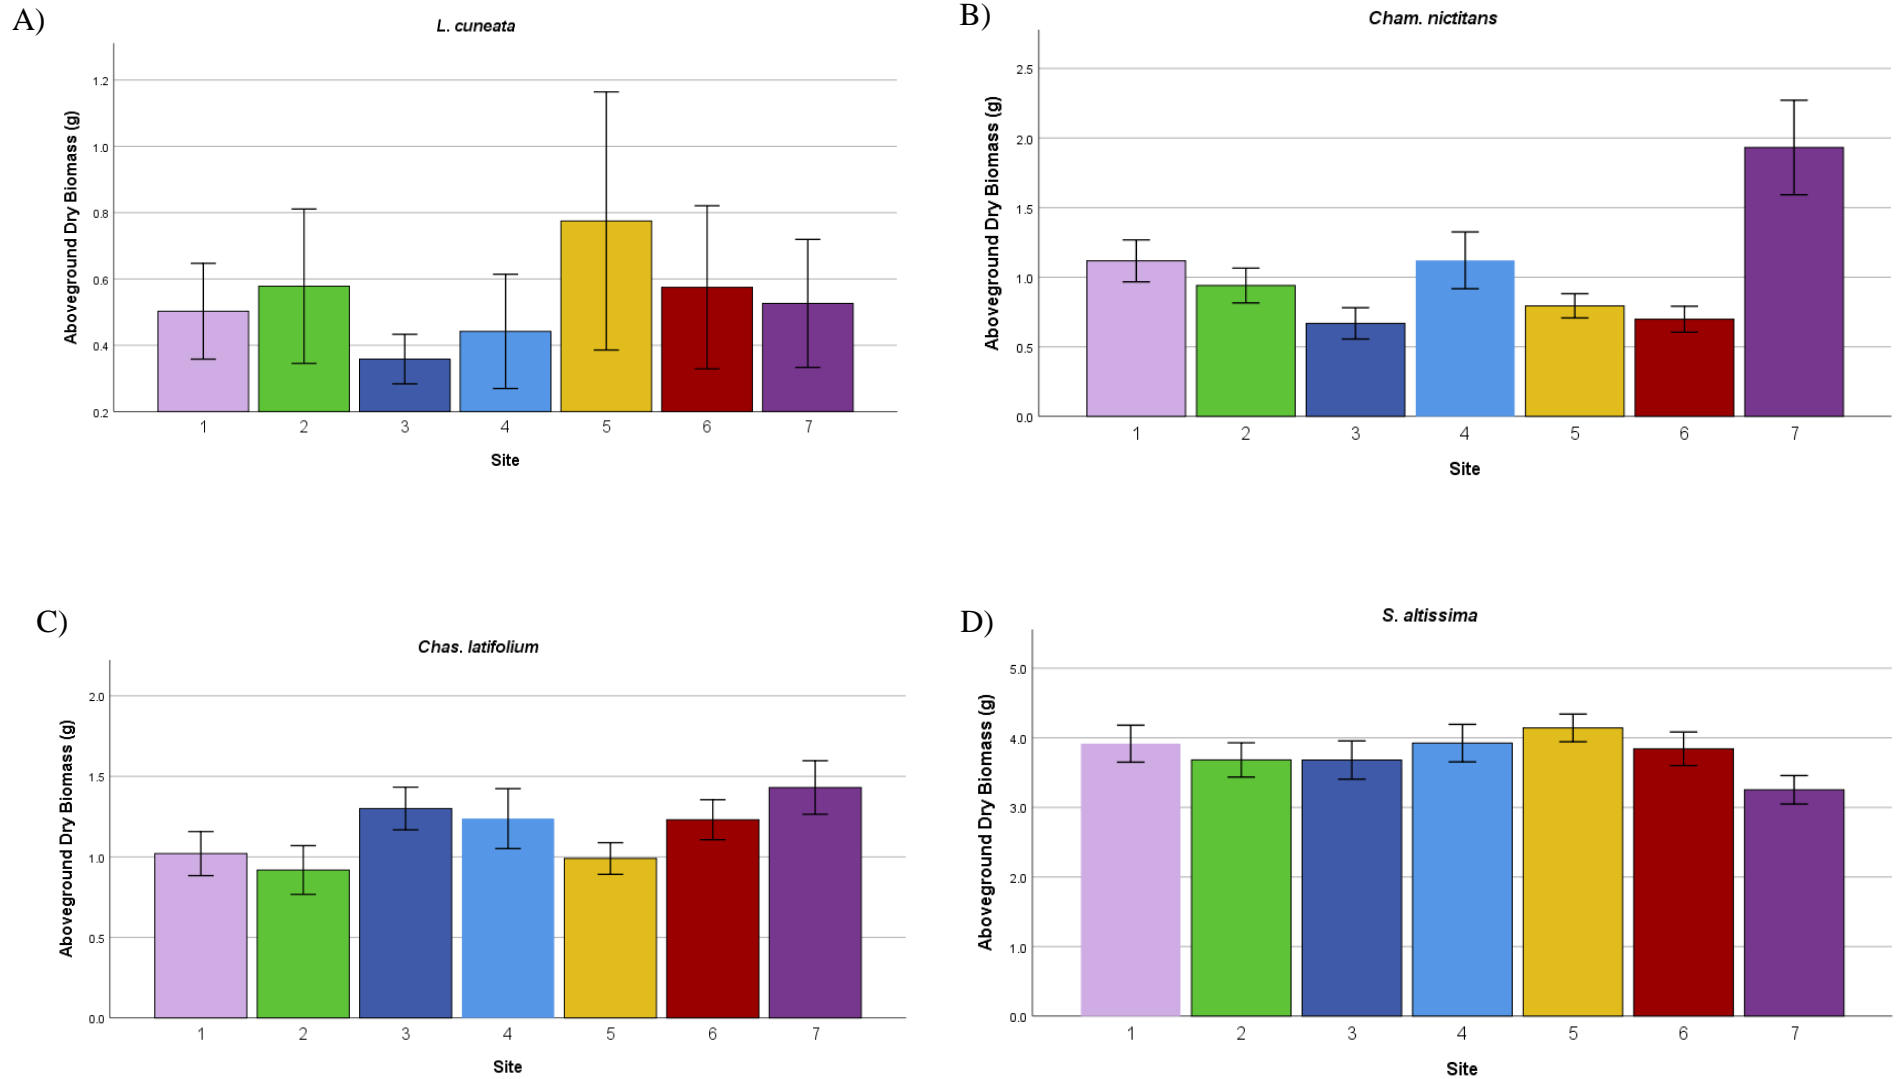 A)
L. cuneata
Aboveground Dry Biomass (g)
1.2
1.0
0.8
0.6
0.4
0.2
1 2 3 4 5 6 7
Site
B)
Cham. nictitans
Aboveground Dry Biomass (g)
2.5
2.0
1.5
1.0
0.5
0.0
1 2 3 4 5 6 7
Site
C)
Chas. latifolium
Aboveground Dry Biomass (g)
2.0
1.5
1.0
0.5
0.0
1 2 3 4 5 6 7
Site
D)
S. altissima
Aboveground Dry Biomass (g)
5.0
4.0
3.0
2.0
1.0
0.0
1 2 3 4 5 6 7
Site